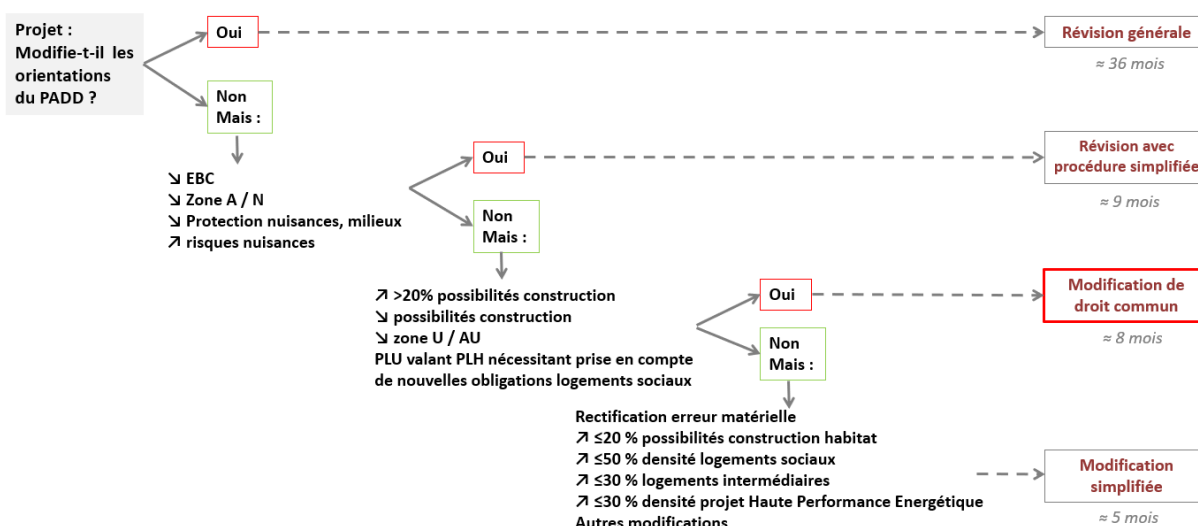 Projet :
Modifie-t-il les
orientations
du PADD ?
Oui
Révision générale
≈ 36 mois
Non
Mais :
↘ EBC
↘ Zone A / N
↘ Protection nuisances, milieux
↗ risques nuisances
Oui
Révision avec
procédure simplifiée
≈ 9 mois
Non
Mais :
↗ >20% possibilités construction
↘ possibilités construction
↘ zone U / AU
PLU valant PLH nécessitant prise en compte
de nouvelles obligations logements sociaux
Oui
Modification de
droit commun
≈ 8 mois
Non
Mais :
Rectification erreur matérielle
↗ ≤20 % possibilités construction habitat
↗ ≤50 % densité logements sociaux
↗ ≤30 % logements intermédiaires
↗ ≤30 % densité projet Haute Performance Energétique
Autres modifications
Modification
simplifiée
≈ 5 mois